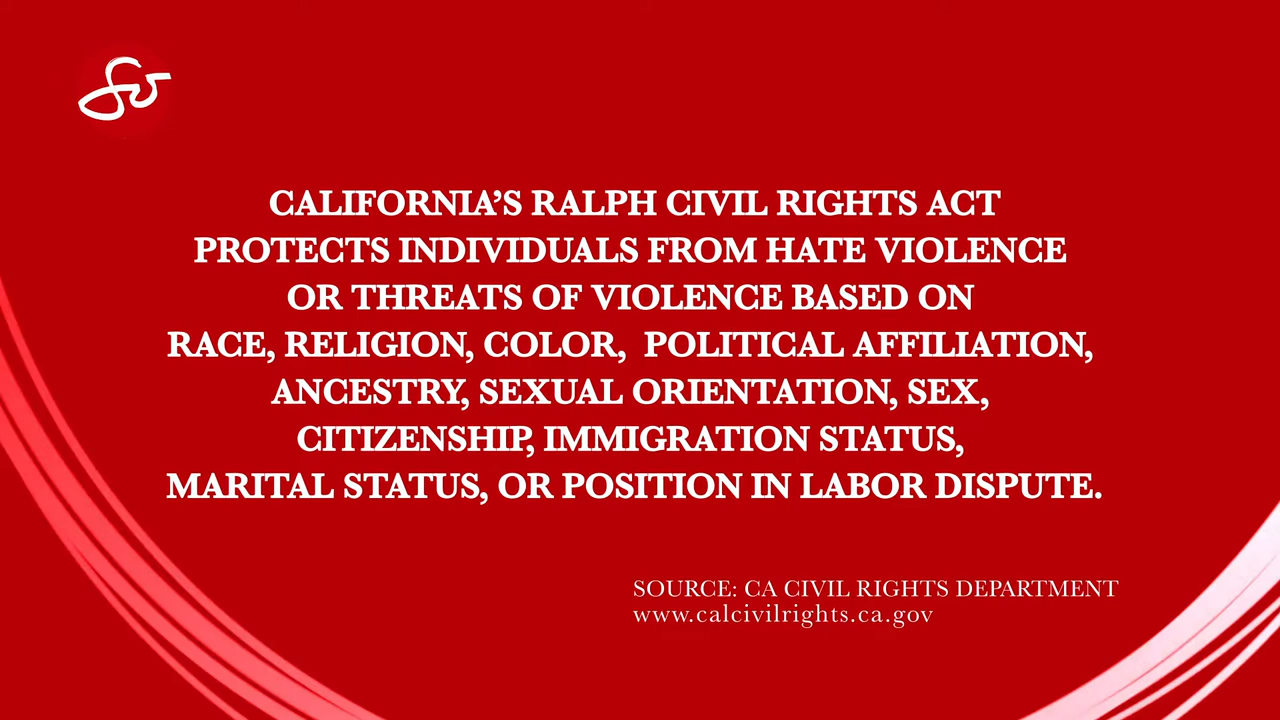 CALIFORNIA’S RALPH CIVIL RIGHTS ACT
PROTECTS INDIVIDUALS FROM HATE VIOLENCE
OR THREATS OF VIOLENCE BASED ON
RACE, RELIGION, COLOR,  POLITICAL AFFILIATION,
ANCESTRY, SEXUAL ORIENTATION, SEX,
CITIZENSHIP, IMMIGRATION STATUS,
MARITAL STATUS, OR POSITION IN LABOR DISPUTE.
SOURCE: CA CIVIL RIGHTS DEPARTMENT
www.calcivilrights.ca.gov